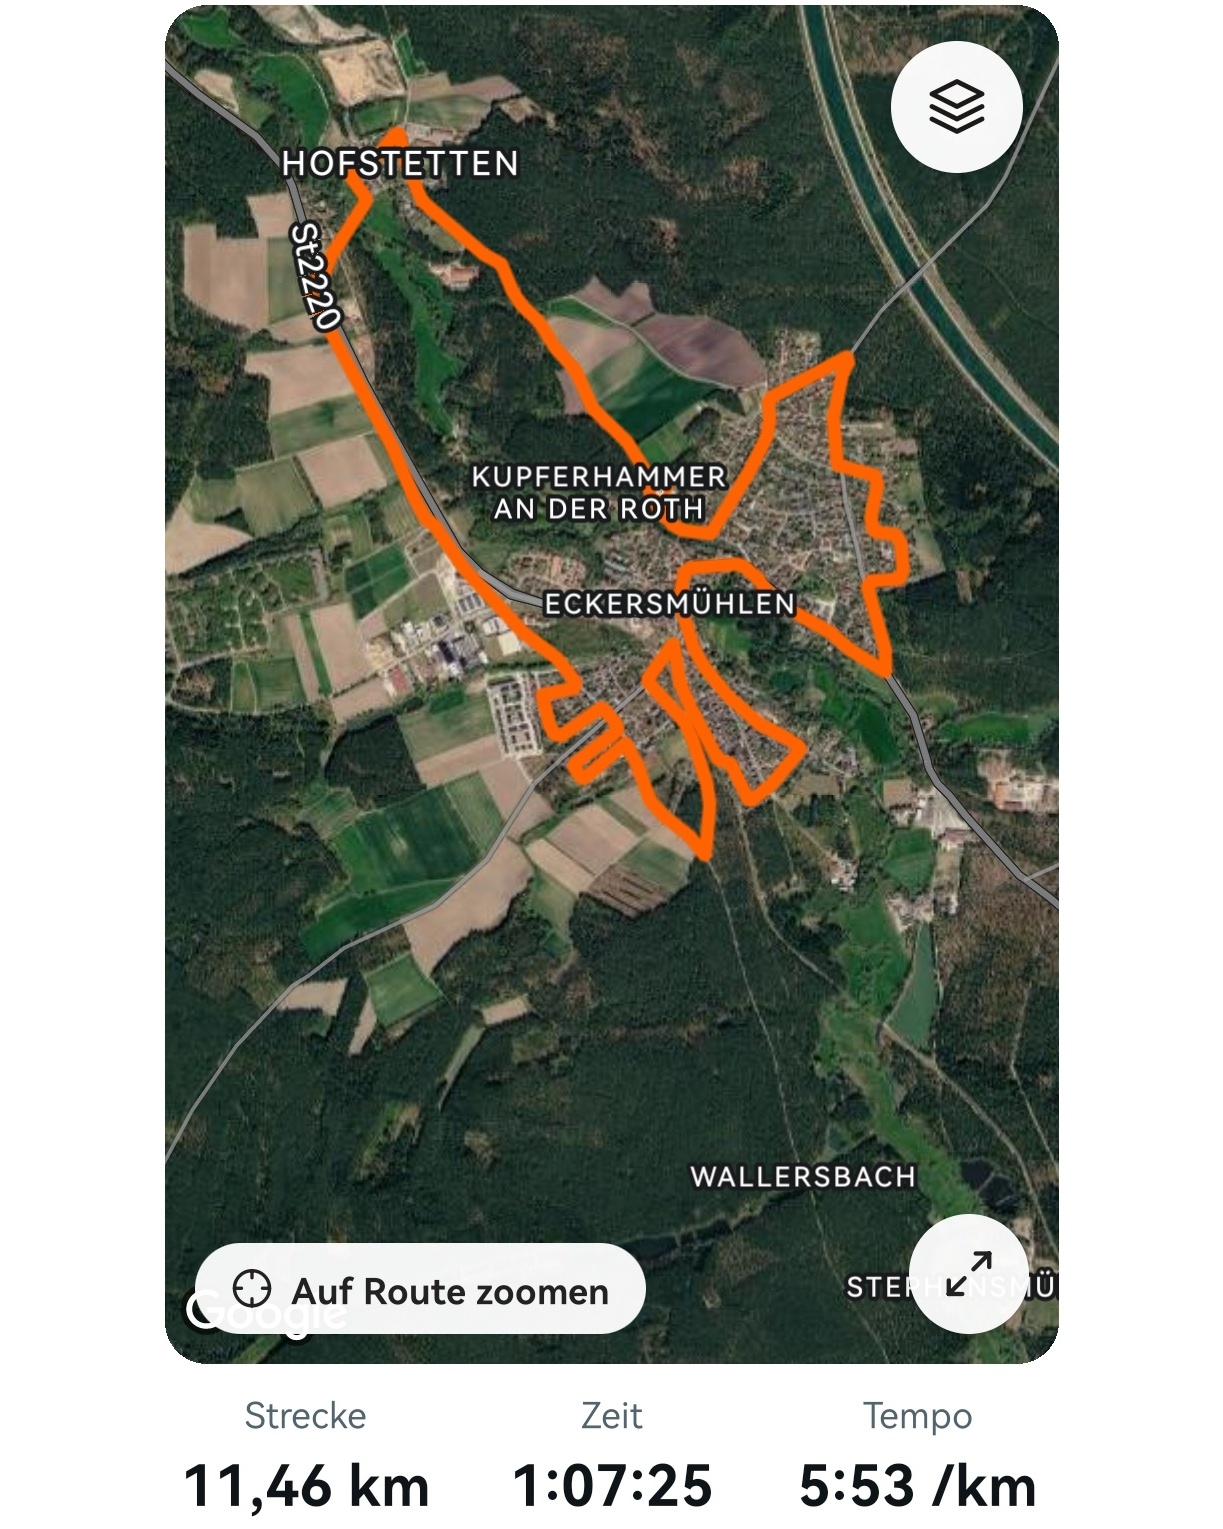 HOFSTETTEN
St2220
KUPFERHAMMER
AN DER ROTH
ECKERSMÜHLEN
WALLERSBACH
STEPHENSMÜ
Auf Route zoomen
Google
Strecke
Zeit
Tempo
11,46 km
1:07:25
5:53 /km